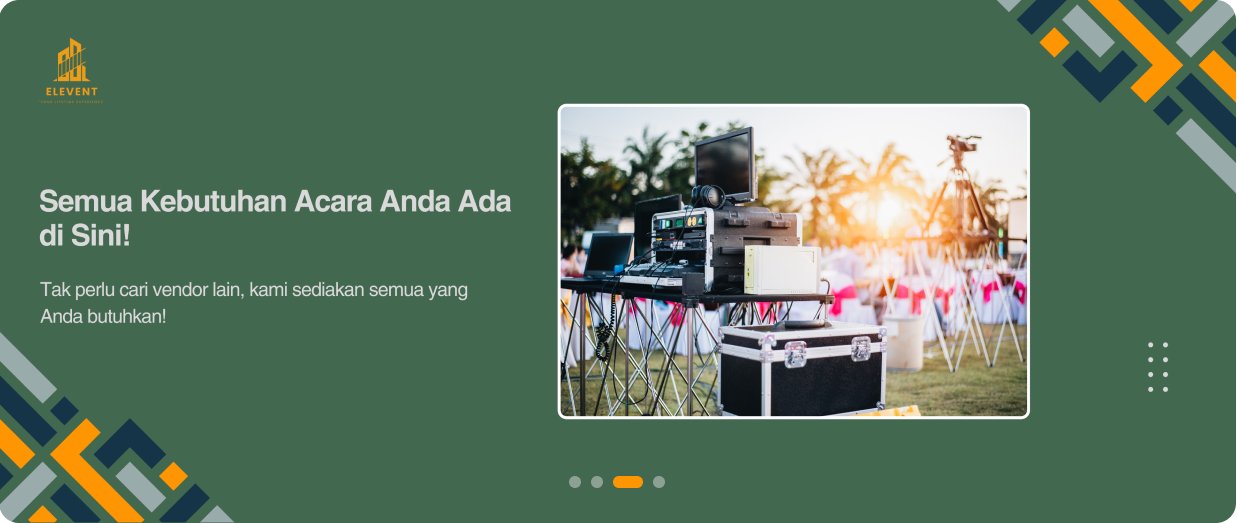 ELEVENT
Semua Kebutuhan Acara Anda Ada
di Sini!
Tak perlu cari vendor lain, kami sediakan semua yang
Anda butuhkan!